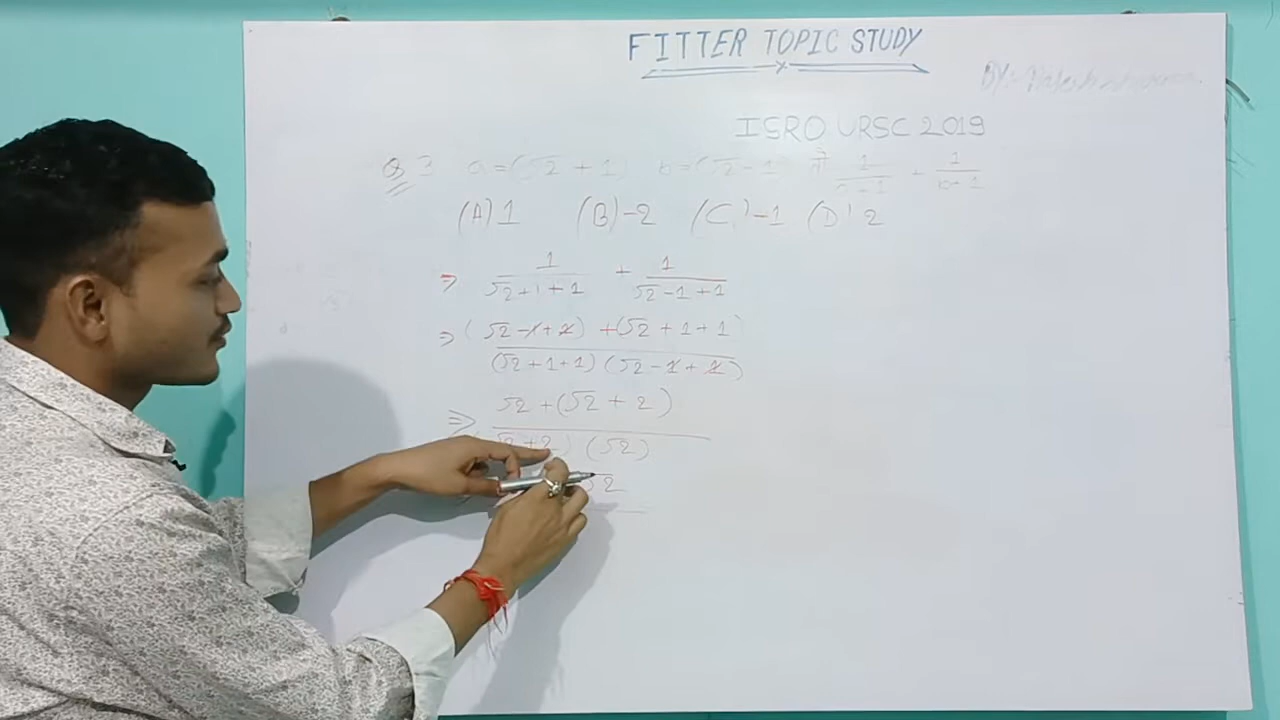 FITTER TOPIC STUDY
BY:-
ISRO URSC 2019
Q 3 a=(√2 + 1) b=(√2 - 1) 1/ + 1/
(A) 1 (B) -2 (C) -1 (D) 2
⇒ 1/(√2+1+1) + 1/(√2-1+1)
⇒ (√2-1+1) +(√2+1+1)
(√2+1+1) (√2-1+1)
⇒ √2 +(√2+2)
√2+2) (√2)
√2